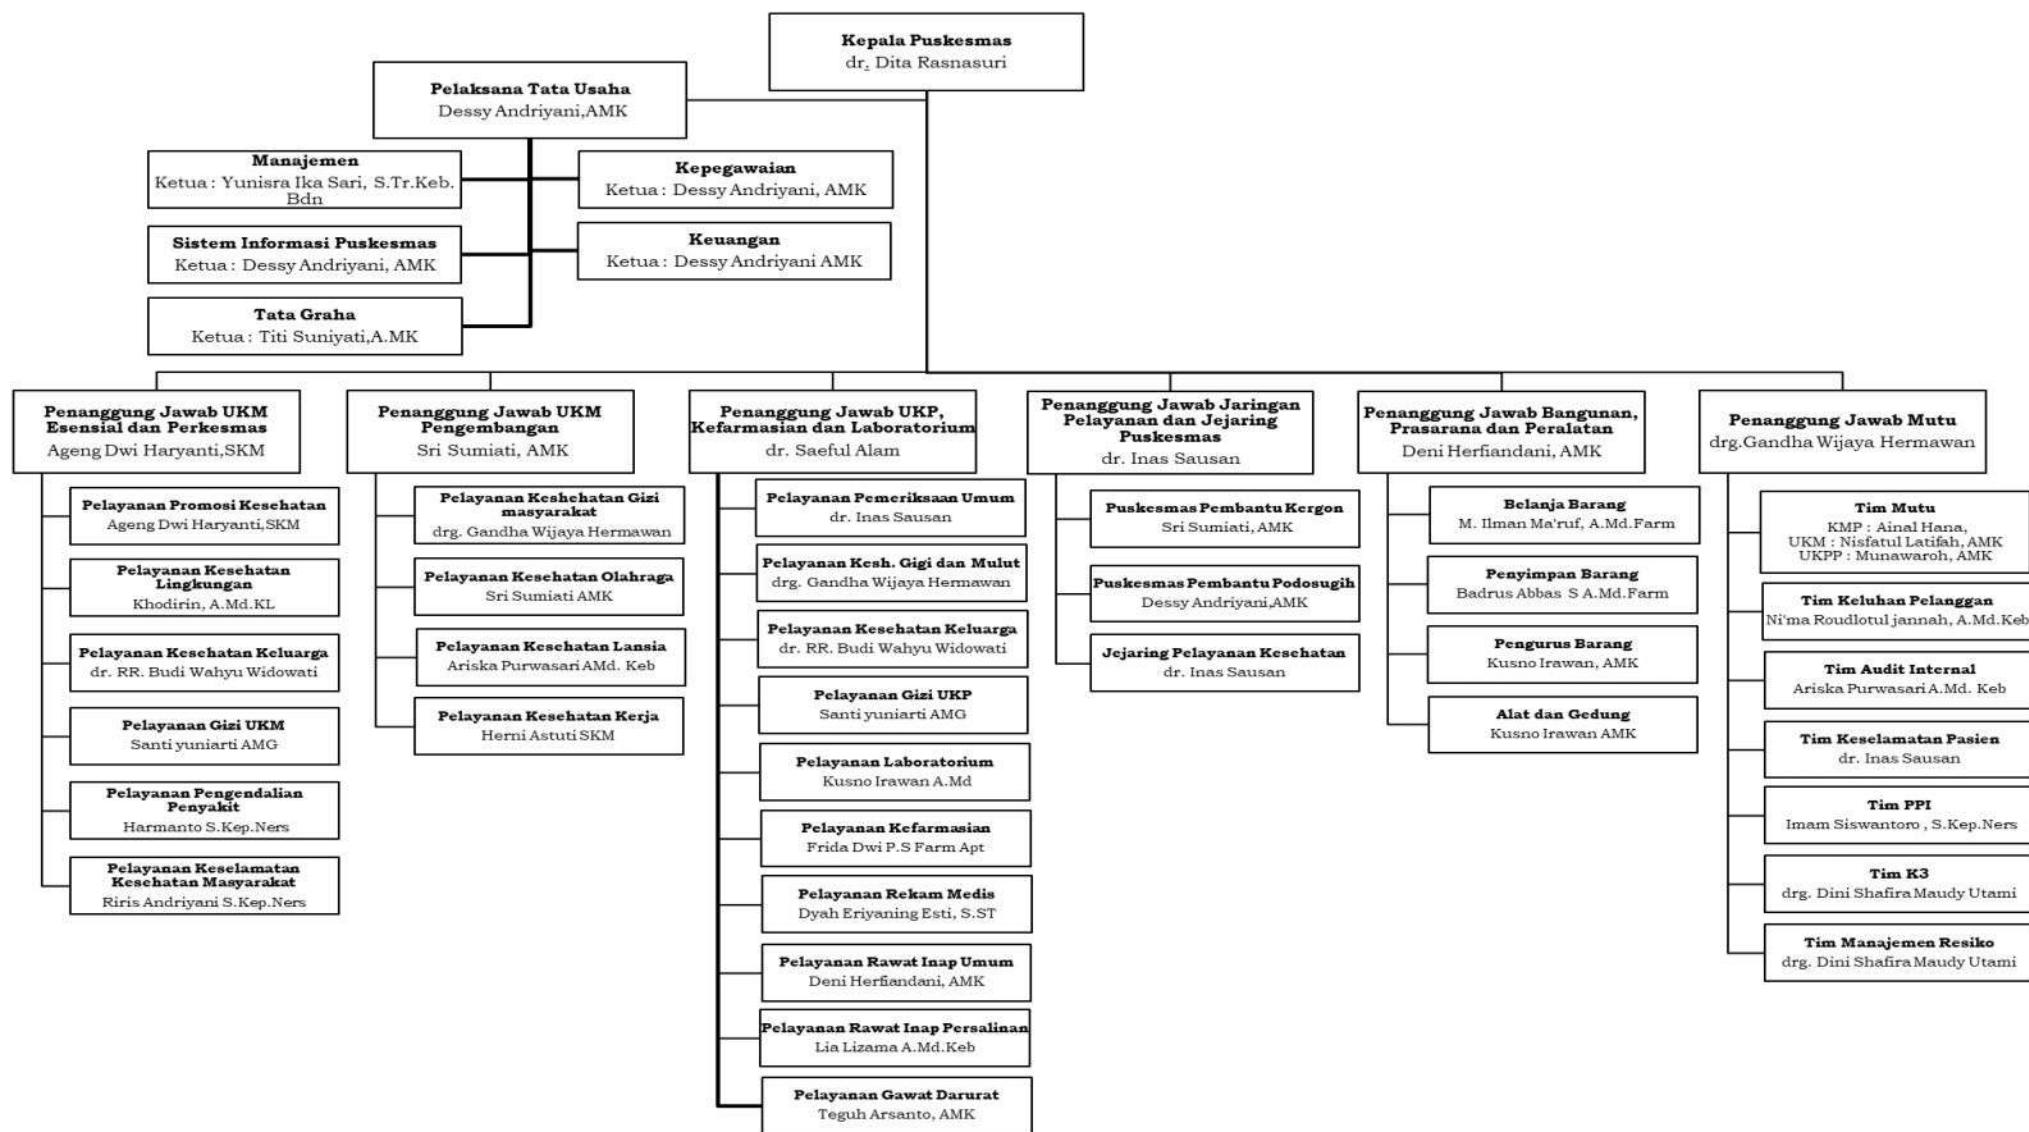 Kepala Puskesmas
dr. Dita Rasnasuri
Pelaksana Tata Usaha
Dessy Andriyani,AMK
Manajemen
Ketua : Yunisra Ika Sari, S.Tr.Keb.
Bdn
Kepegawaian
Ketua : Dessy Andriyani, AMK
Sistem Informasi Puskesmas
Ketua : Dessy Andriyani, AMK
Keuangan
Ketua : Dessy Andriyani AMK
Tata Graha
Ketua : Titi Suniyati,A.MK
Penanggung Jawab UKM
Esensial dan Perkesmas
Ageng Dwi Haryanti,SKM
Pelayanan Promosi Kesehatan
Ageng Dwi Haryanti,SKM
Pelayanan Kesehatan
Lingkungan
Khodirin, A.Md.KL
Pelayanan Kesehatan Keluarga
dr. RR. Budi Wahyu Widowati
Pelayanan Gizi UKM
Santi yuniarti AMG
Pelayanan Pengendalian
Penyakit
Harmanto S.Kep.Ners
Pelayanan Keselamatan
Kesehatan Masyarakat
Riris Andriyani S.Kep.Ners
Penanggung Jawab UKM
Pengembangan
Sri Sumiati, AMK
Pelayanan Keshehatan Gizi
masyarakat
drg. Gandha Wijaya Hermawan
Pelayanan Kesehatan Olahraga
Sri Sumiati AMK
Pelayanan Kesehatan Lansia
Ariska Purwasari AMd. Keb
Pelayanan Kesehatan Kerja
Herni Astuti SKM
Penanggung Jawab UKP,
Kefarmasian dan Laboratorium
dr. Saeful Alam
Pelayanan Pemeriksaan Umum
dr. Inas Sausan
Pelayanan Kesh. Gigi dan Mulut
drg. Gandha Wijaya Hermawan
Pelayanan Kesehatan Keluarga
dr. RR. Budi Wahyu Widowati
Pelayanan Gizi UKP
Santi yuniarti AMG
Pelayanan Laboratorium
Kusno Irawan A.Md
Pelayanan Kefarmasian
Frida Dwi P.S Farm Apt
Pelayanan Rekam Medis
Dyah Eriyaning Esti, S.ST
Pelayanan Rawat Inap Umum
Deni Herfiandani, AMK
Pelayanan Rawat Inap Persalinan
Lia Lizama A.Md.Keb
Pelayanan Gawat Darurat
Teguh Arsanto, AMK
Penanggung Jawab Jaringan
Pelayanan dan Jejaring
Puskesmas
dr. Inas Sausan
Puskesmas Pembantu Kergon
Sri Sumiati, AMK
Puskesmas Pembantu Podosugih
Dessy Andriyani,AMK
Jejaring Pelayanan Kesehatan
dr. Inas Sausan
Penanggung Jawab Bangunan,
Prasarana dan Peralatan
Deni Herfiandani, AMK
Belanja Barang
M. Ilman Ma'ruf, A.Md.Farm
Penyimpan Barang
Badrus Abbas S A.Md.Farm
Pengurus Barang
Kusno Irawan, AMK
Alat dan Gedung
Kusno Irawan AMK
Penanggung Jawab Mutu
drg.Gandha Wijaya Hermawan
Tim Mutu
KMP : Ainal Hana,
UKM : Nisfatul Latifah, AMK
UKPP : Munawaroh, AMK
Tim Keluhan Pelanggan
Ni'ma Roudlotul jannah, A.Md.Keb
Tim Audit Internal
Ariska Purwasari A.Md. Keb
Tim Keselamatan Pasien
dr. Inas Sausan
Tim PPI
Imam Siswantoro , S.Kep.Ners
Tim K3
drg. Dini Shafira Maudy Utami
Tim Manajemen Resiko
drg. Dini Shafira Maudy Utami